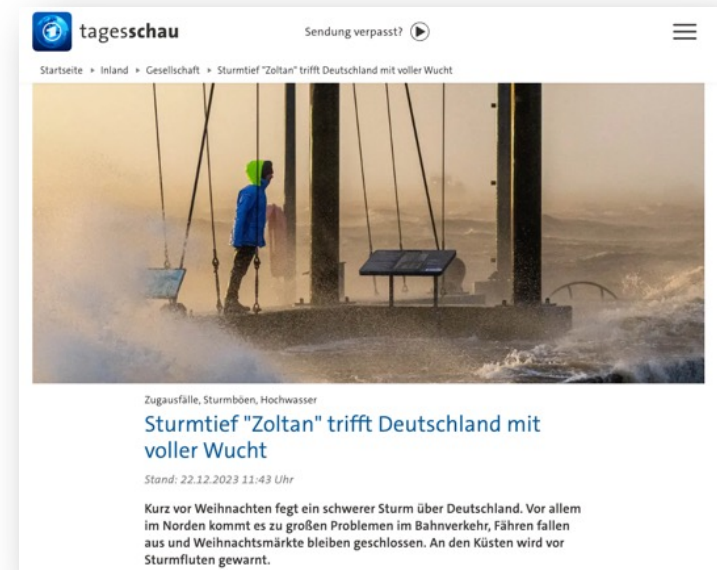 tagesschau
Sendung verpasst?
Startseite ▸ Inland ▸ Gesellschaft ▸ Sturmtief "Zoltan" trifft Deutschland mit voller Wucht
Zugausfälle, Sturmböen, Hochwasser
Sturmtief "Zoltan" trifft Deutschland mit
voller Wucht
Stand: 22.12.2023 11:43 Uhr
Kurz vor Weihnachten fegt ein schwerer Sturm über Deutschland. Vor allem
im Norden kommt es zu großen Problemen im Bahnverkehr, Fähren fallen
aus und Weihnachtsmärkte bleiben geschlossen. An den Küsten wird vor
Sturmfluten gewarnt.